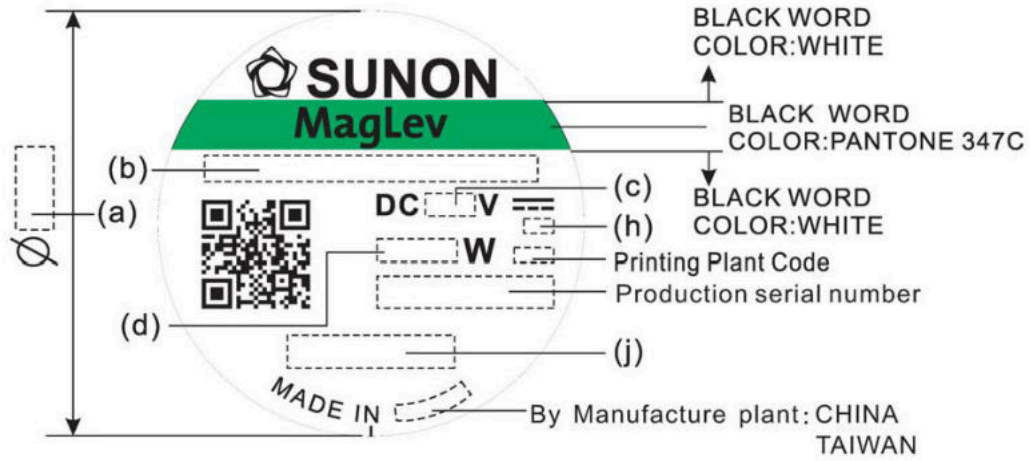 BLACK WORD
COLOR:WHITE
SUNON
MagLev
BLACK WORD
COLOR:PANTONE 347C
(b)
(c)
BLACK WORD
COLOR:WHITE
(a)
DC V
(h)
Ø
W
Printing Plant Code
Production serial number
(d)
(j)
MADE IN
By Manufacture plant: CHINA
TAIWAN